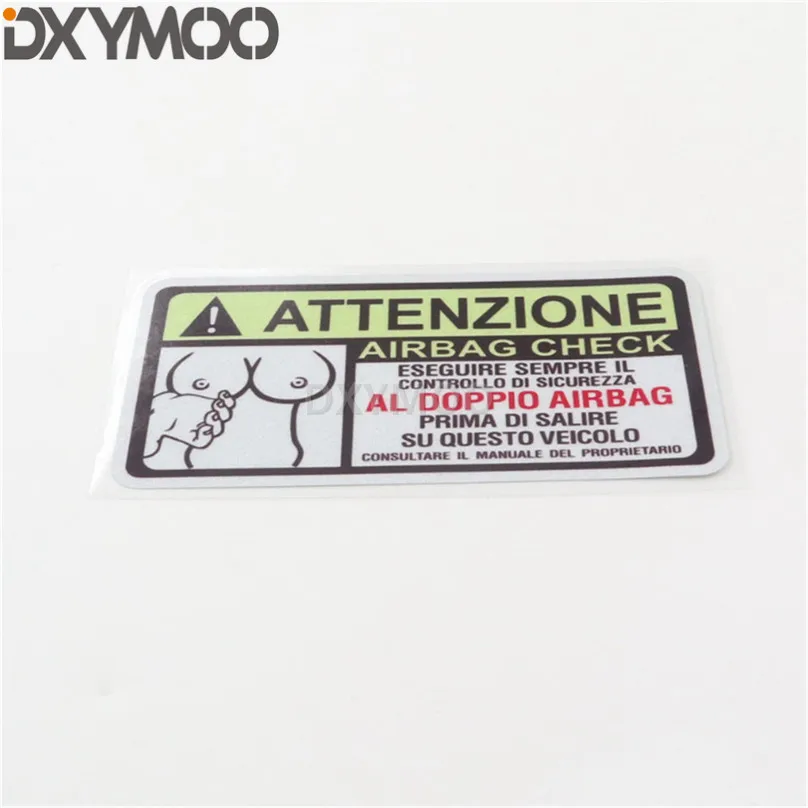 DXYMOO
ATTENZIONE
AIRBAG CHECK
ESEGUIRE SEMPRE IL
CONTROLLO DI SICUREZZA
AL DOPPIO AIRBAG
PRIMA DI SALIRE
SU QUESTO VEICOLO
CONSULTARE IL MANUALE DEL PROPRIETARIO
DXYMOO